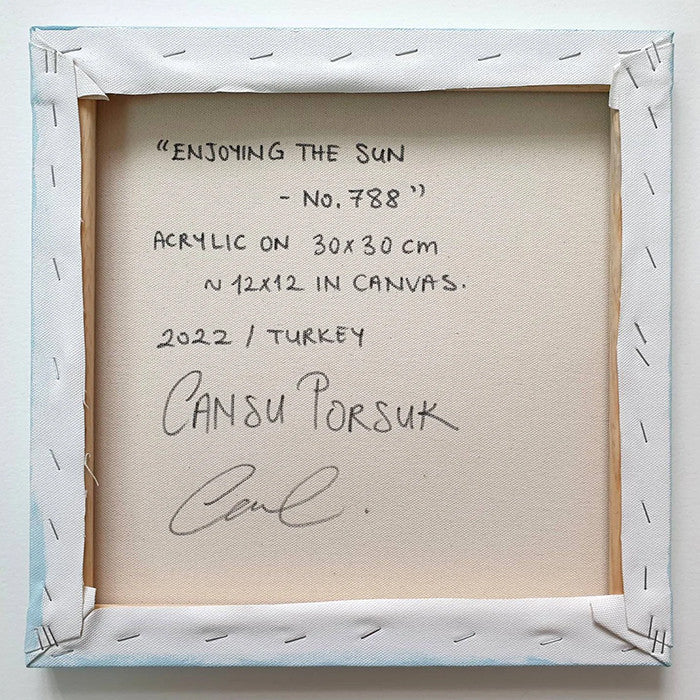 “ENJOYING THE SUN
- No. 788”
ACRYLIC ON 30x30 cm
~ 12x12 IN CANVAS.
2022 / TURKEY
CANSU PORSUK